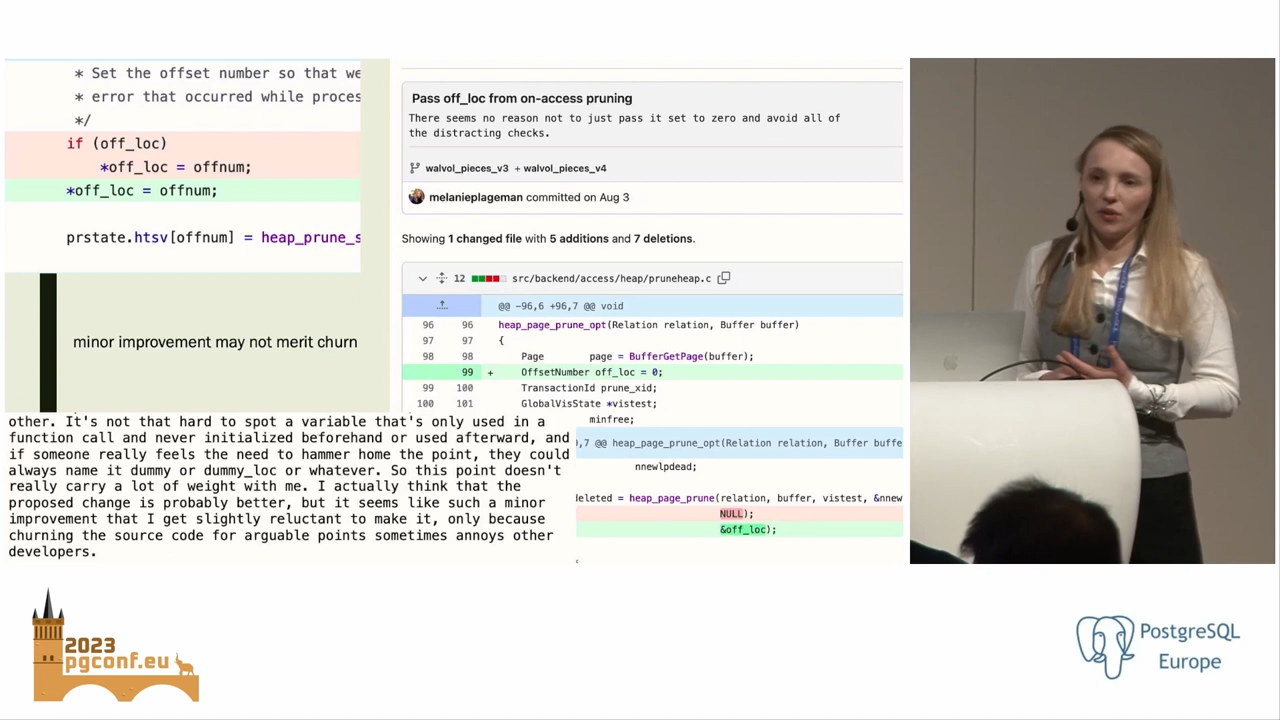 * Set the offset number so that we
* error that occurred while proces
*/
if (off_loc)
*off_loc = offnum;
*off_loc = offnum;
prstate.htsv[offnum] = heap_prune_s
minor improvement may not merit churn
other. It's not that hard to spot a variable that's only used in a
function call and never initialized beforehand or used afterward, and
if someone really feels the need to hammer home the point, they could
always name it dummy or dummy_loc or whatever. So this point doesn't
really carry a lot of weight with me. I actually think that the
proposed change is probably better, but it seems like such a minor
improvement that I get slightly reluctant to make it, only because
churning the source code for arguable points sometimes annoys other
developers.
Pass off_loc from on-access pruning
There seems no reason not to just pass it set to zero and avoid all of
the distracting checks.
walvol_pieces_v3 + walvol_pieces_v4
melanieplageman committed on Aug 3
Showing 1 changed file with 5 additions and 7 deletions.
12 src/backend/access/heap/pruneheap.c
@@ -96,6 +96,7 @@ void
96 96 heap_page_prune_opt(Relation relation, Buffer buffer)
97 97 {
98 98 Page page = BufferGetPage(buffer);
99 + OffsetNumber off_loc = 0;
99 100 TransactionId prune_xid;
100 101 GlobalVisState *vistest;
minfree;
,7 @@ heap_page_prune_opt(Relation relation, Buffer buffe
nnewlpdead;
deleted = heap_page_prune(relation, buffer, vistest, &nnew
NULL);
&off_loc);
2023
pgconf.eu
PostgreSQL
Europe